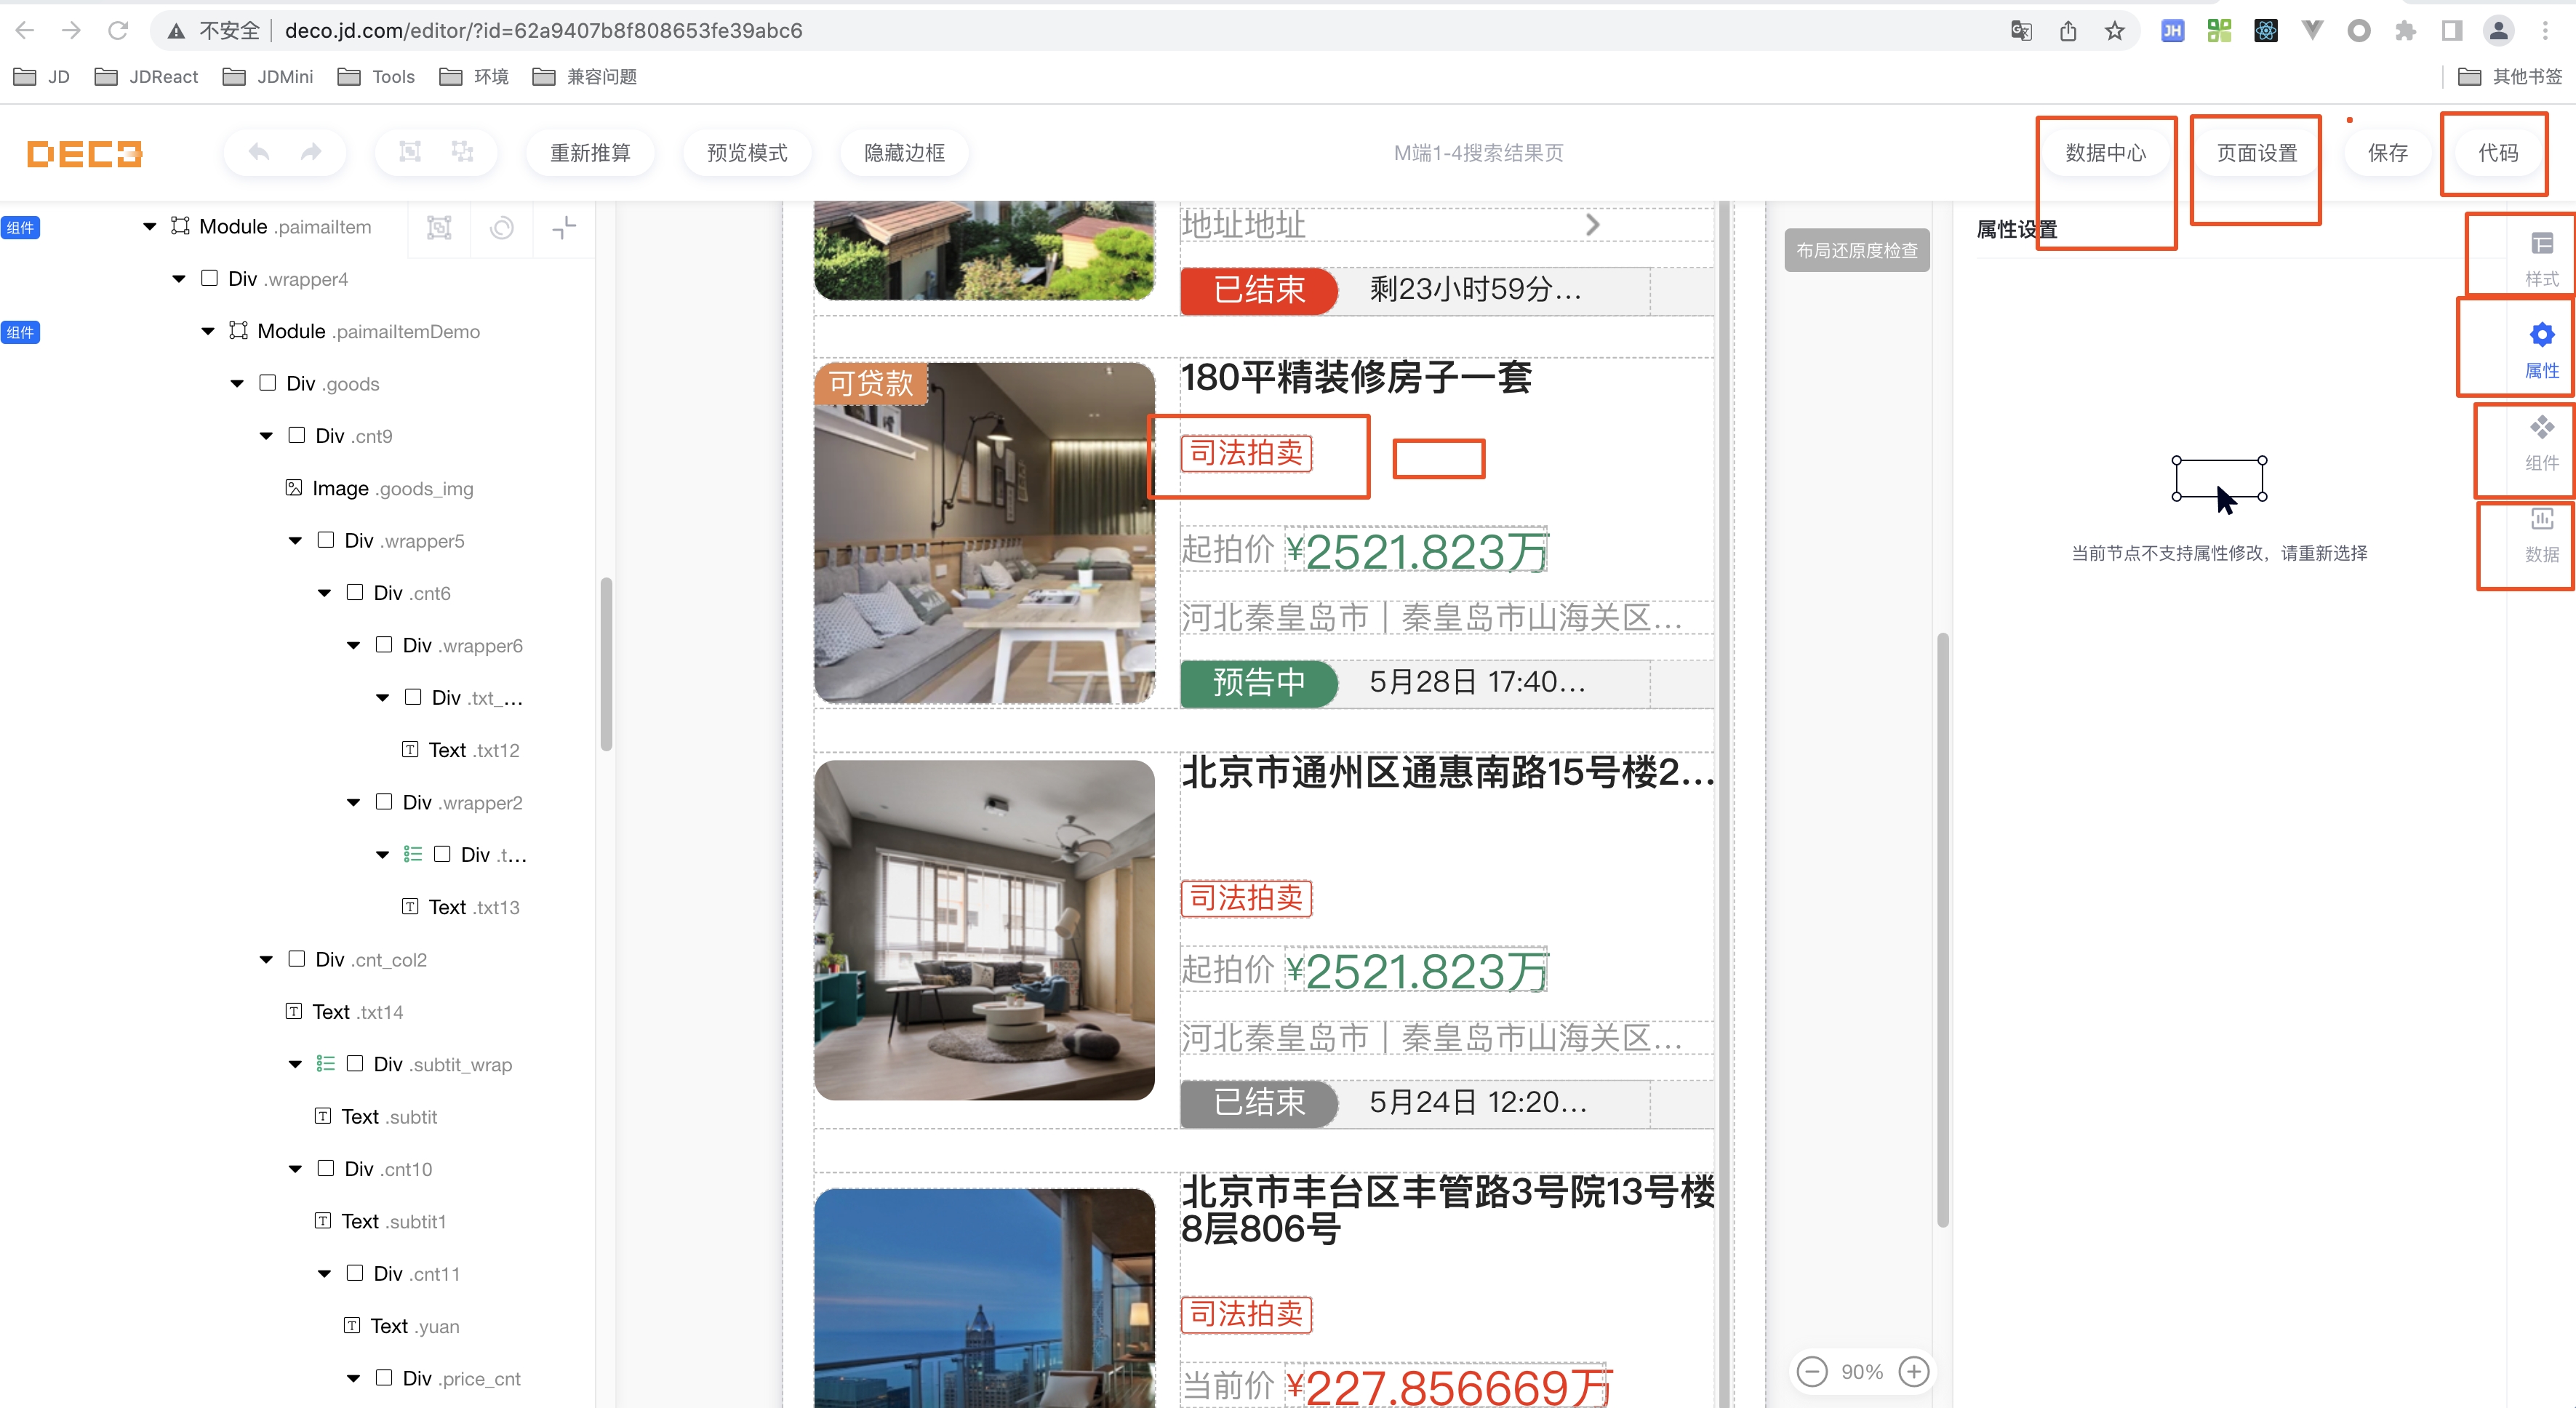 不安全 deco.jd.com/editor/?id=62a9407b8f808653fe39abc6
JH
JD JDReact JDMini Tools 环境 兼容问题 其他书签
DECO 重新推算 预览模式 隐藏边框 M端1-4搜索结果页 数据中心 页面设置 保存 代码
组件 Module .paimaiItem
Div .wrapper4
组件 Module .paimaiItemDemo
Div .goods
Div .cnt9
Image .goods_img
Div .wrapper5
Div .cnt6
Div .wrapper6
Div .txt_...
Text .txt12
Div .wrapper2
Div .t...
Text .txt13
Div .cnt_col2
Text .txt14
Div .subtit_wrap
Text .subtit
Div .cnt10
Text .subtit1
Div .cnt11
Text .yuan
Div .price_cnt
地址地址
已结束 剩23小时59分...
可贷款
180平精装修房子一套
司法拍卖
起拍价 ¥2521.823万
河北秦皇岛市｜秦皇岛市山海关区...
预告中 5月28日 17:40...
北京市通州区通惠南路15号楼2...
司法拍卖
起拍价 ¥2521.823万
河北秦皇岛市｜秦皇岛市山海关区...
已结束 5月24日 12:20...
北京市丰台区丰管路3号院13号楼
8层806号
司法拍卖
当前价 ¥227.856669万
布局还原度检查
90%
属性设置
当前节点不支持属性修改，请重新选择
样式
属性
组件
数据